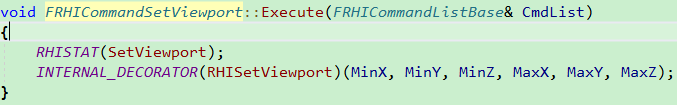 void FRHICommandSetViewport::Execute(FRHICommandListBase& CmdList)
{
RHISTAT(SetViewport);
INTERNAL_DECORATOR(RHISetViewport)(MinX, MinY, MinZ, MaxX, MaxY, MaxZ);
}